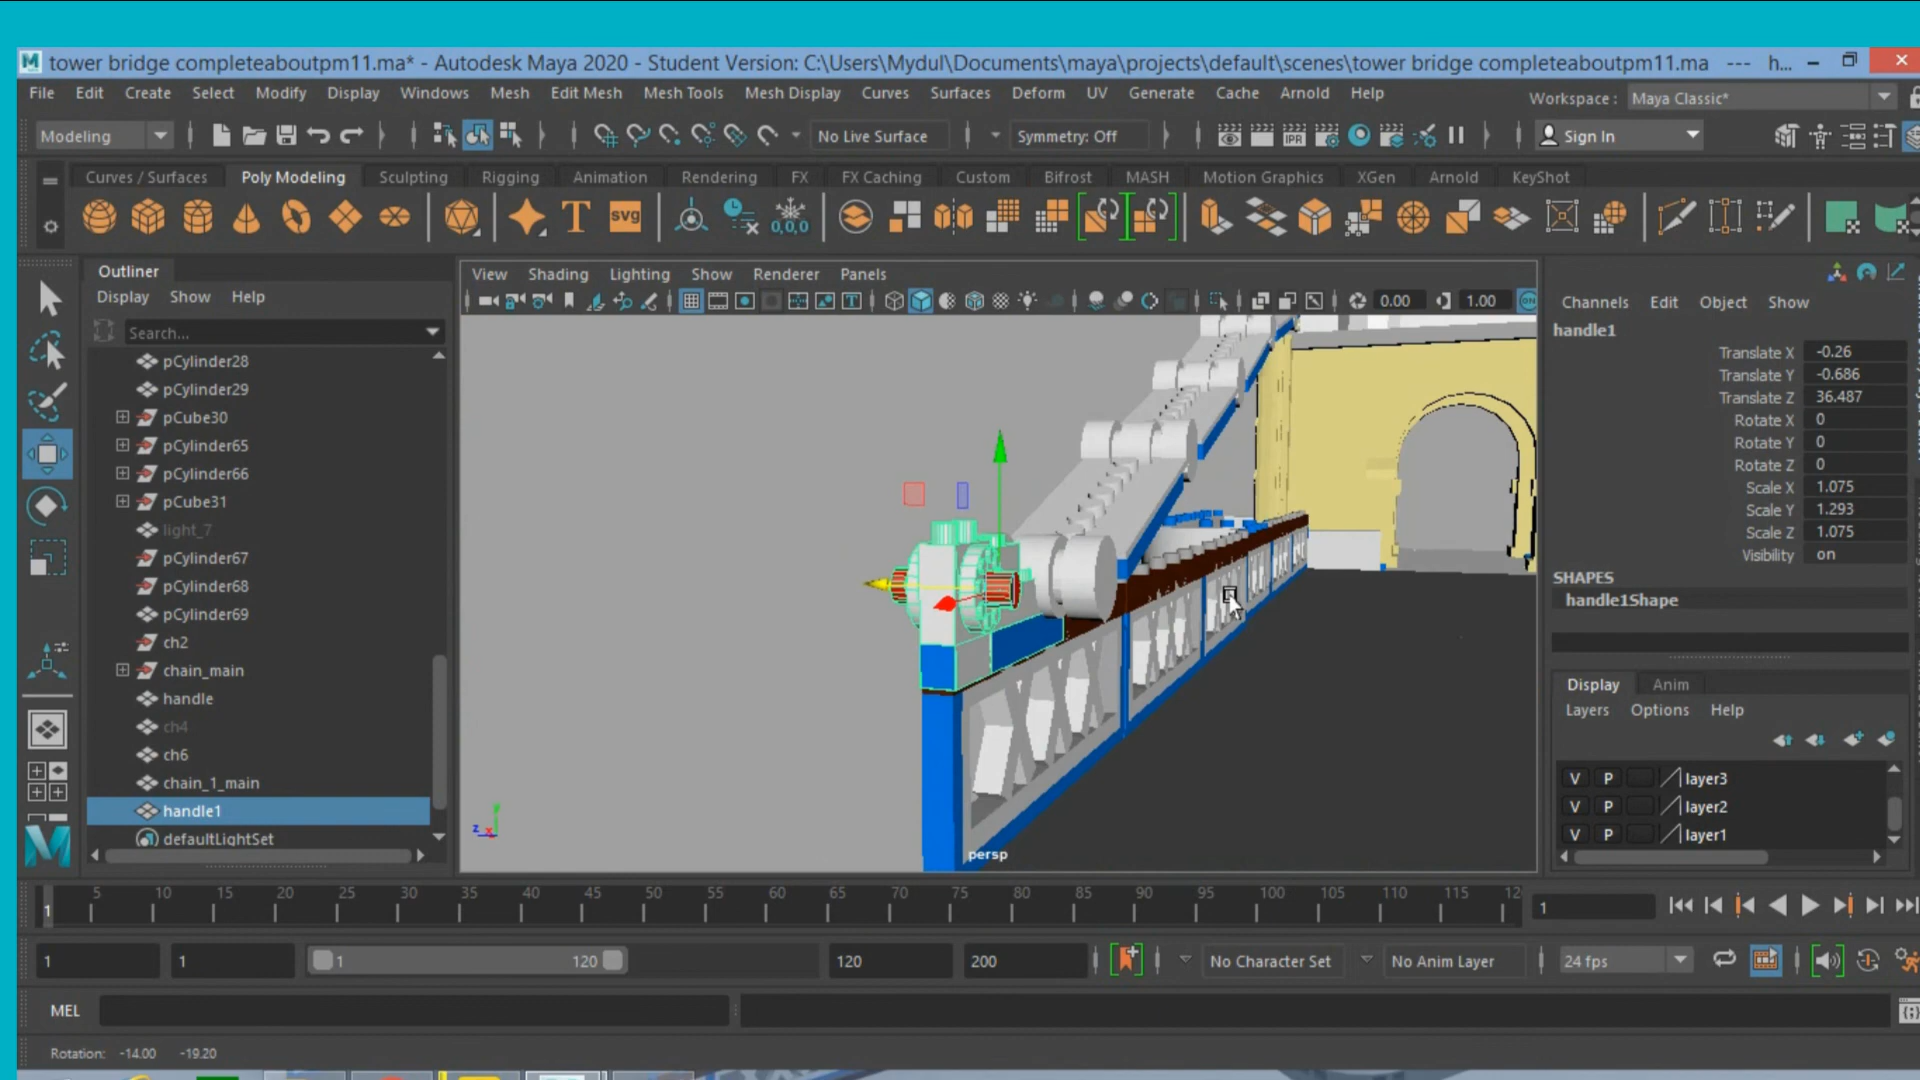 tower bridge completeaboutpm11.ma* - Autodesk Maya 2020 - Student Version: C:\Users\Mydul\Documents\maya\projects\default\scenes\tower bridge completeaboutpm11.ma --- h...
File Edit Create Select Modify Display Windows Mesh Edit Mesh Mesh Tools Mesh Display Curves Surfaces Deform UV Generate Cache Arnold Help
Workspace : Maya Classic*
Modeling No Live Surface Symmetry: Off IPR Sign In
Curves / Surfaces Poly Modeling Sculpting Rigging Animation Rendering FX FX Caching Custom Bifrost MASH Motion Graphics XGen Arnold KeyShot
T SVG 0,0,0
Outliner
Display Show Help
Search...
pCylinder28
pCylinder29
pCube30
pCylinder65
pCylinder66
pCube31
light_7
pCylinder67
pCylinder68
pCylinder69
ch2
chain_main
handle
ch4
ch6
chain_1_main
handle1
defaultLightSet
View Shading Lighting Show Renderer Panels
0.00 1.00 ON
z x y
persp
Channels Edit Object Show
handle1
Translate X -0.26
Translate Y -0.686
Translate Z 36.487
Rotate X 0
Rotate Y 0
Rotate Z 0
Scale X 1.075
Scale Y 1.293
Scale Z 1.075
Visibility on
SHAPES
handle1Shape
Display Anim
Layers Options Help
V P layer3
V P layer2
V P layer1
1 5 10 15 20 25 30 35 40 45 50 55 60 65 70 75 80 85 90 95 100 105 110 115 12
1
1 1 1 120 120 200 No Character Set No Anim Layer 24 fps
MEL
Rotation: -14.00 -19.20